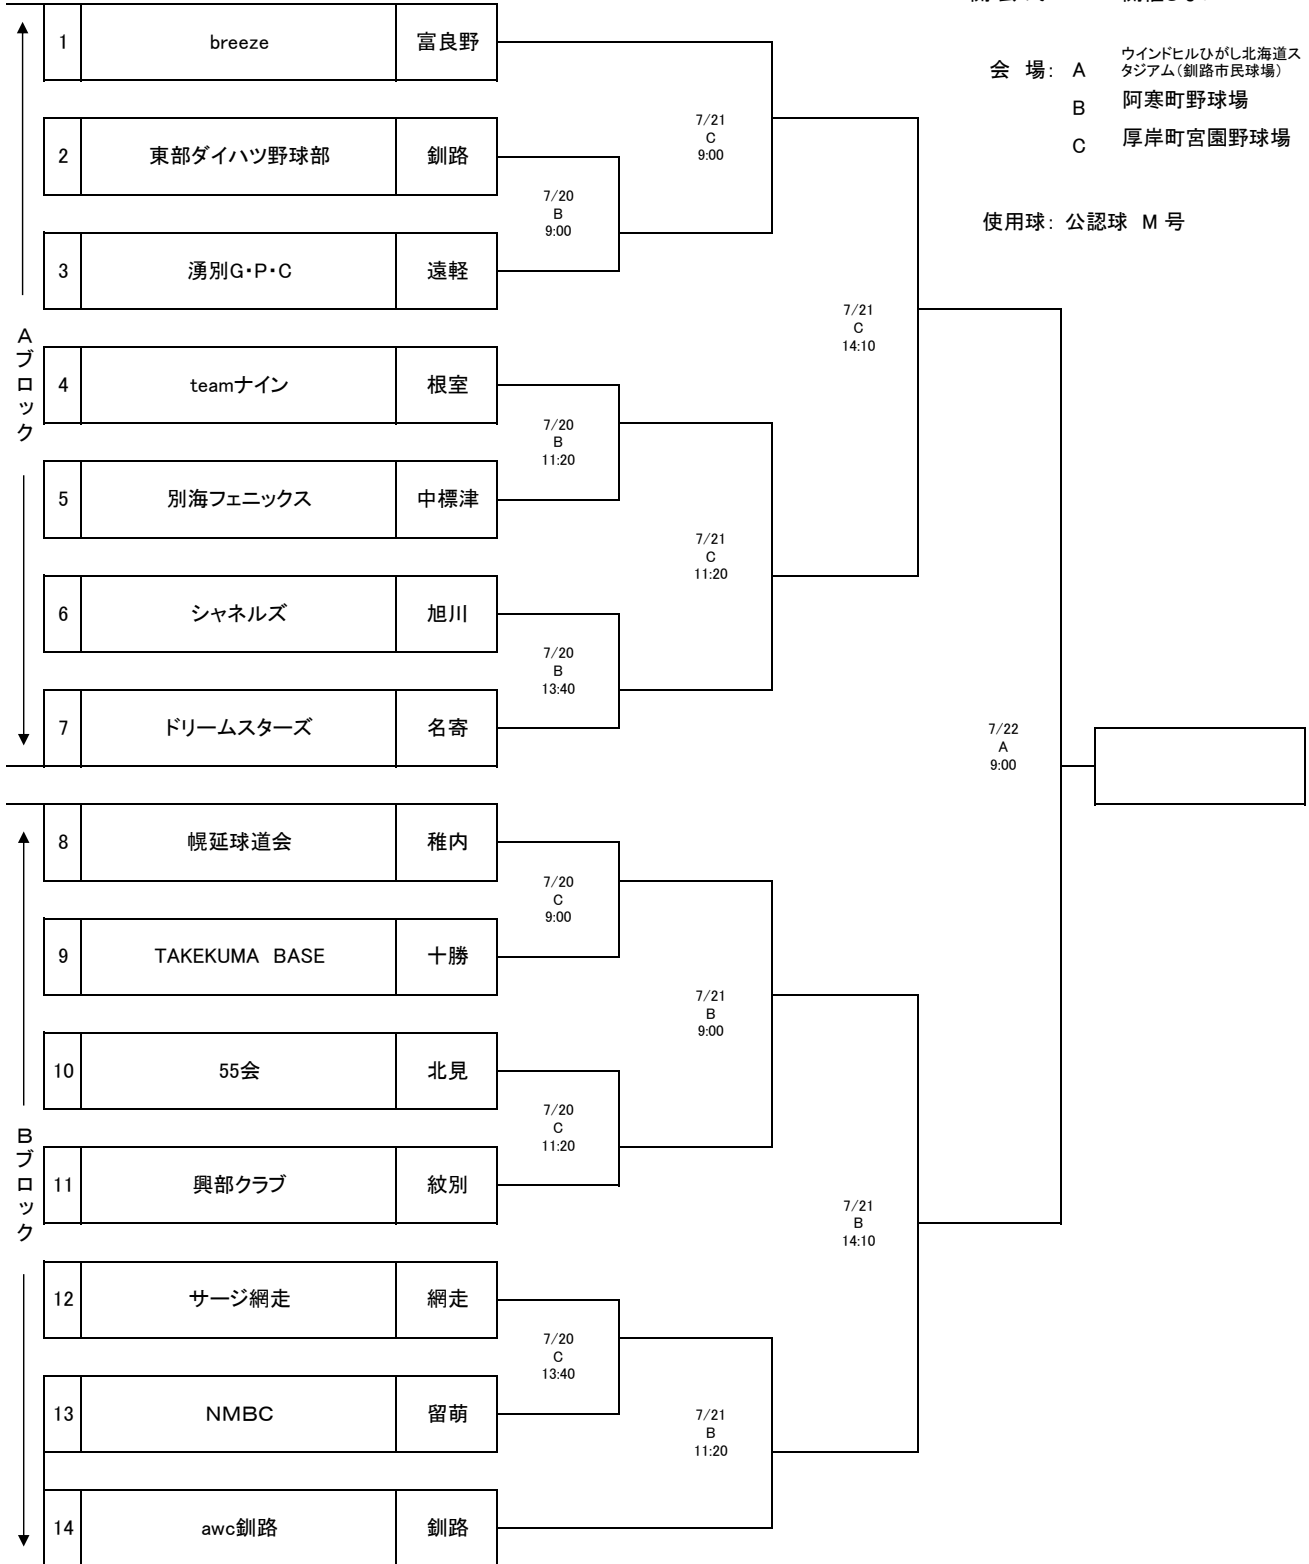 会 場: A ウインドヒルひがし北海道ス
タジアム(釧路市民球場)
B 阿寒町野球場
C 厚岸町宮園野球場
使用球: 公認球 M 号
Aブロック
1 breeze 富良野
2 東部ダイハツ野球部 釧路
3 湧別G・P・C 遠軽
4 teamナイン 根室
5 別海フェニックス 中標津
6 シャネルズ 旭川
7 ドリームスターズ 名寄
Bブロック
8 幌延球道会 稚内
9 TAKEKUMA BASE 十勝
10 55会 北見
11 興部クラブ 紋別
12 サージ網走 網走
13 NMBC 留萌
14 awc釧路 釧路
7/20
B
9:00
7/20
B
11:20
7/20
B
13:40
7/20
C
9:00
7/20
C
11:20
7/20
C
13:40
7/21
C
9:00
7/21
C
11:20
7/21
B
9:00
7/21
B
11:20
7/21
C
14:10
7/21
B
14:10
7/22
A
9:00